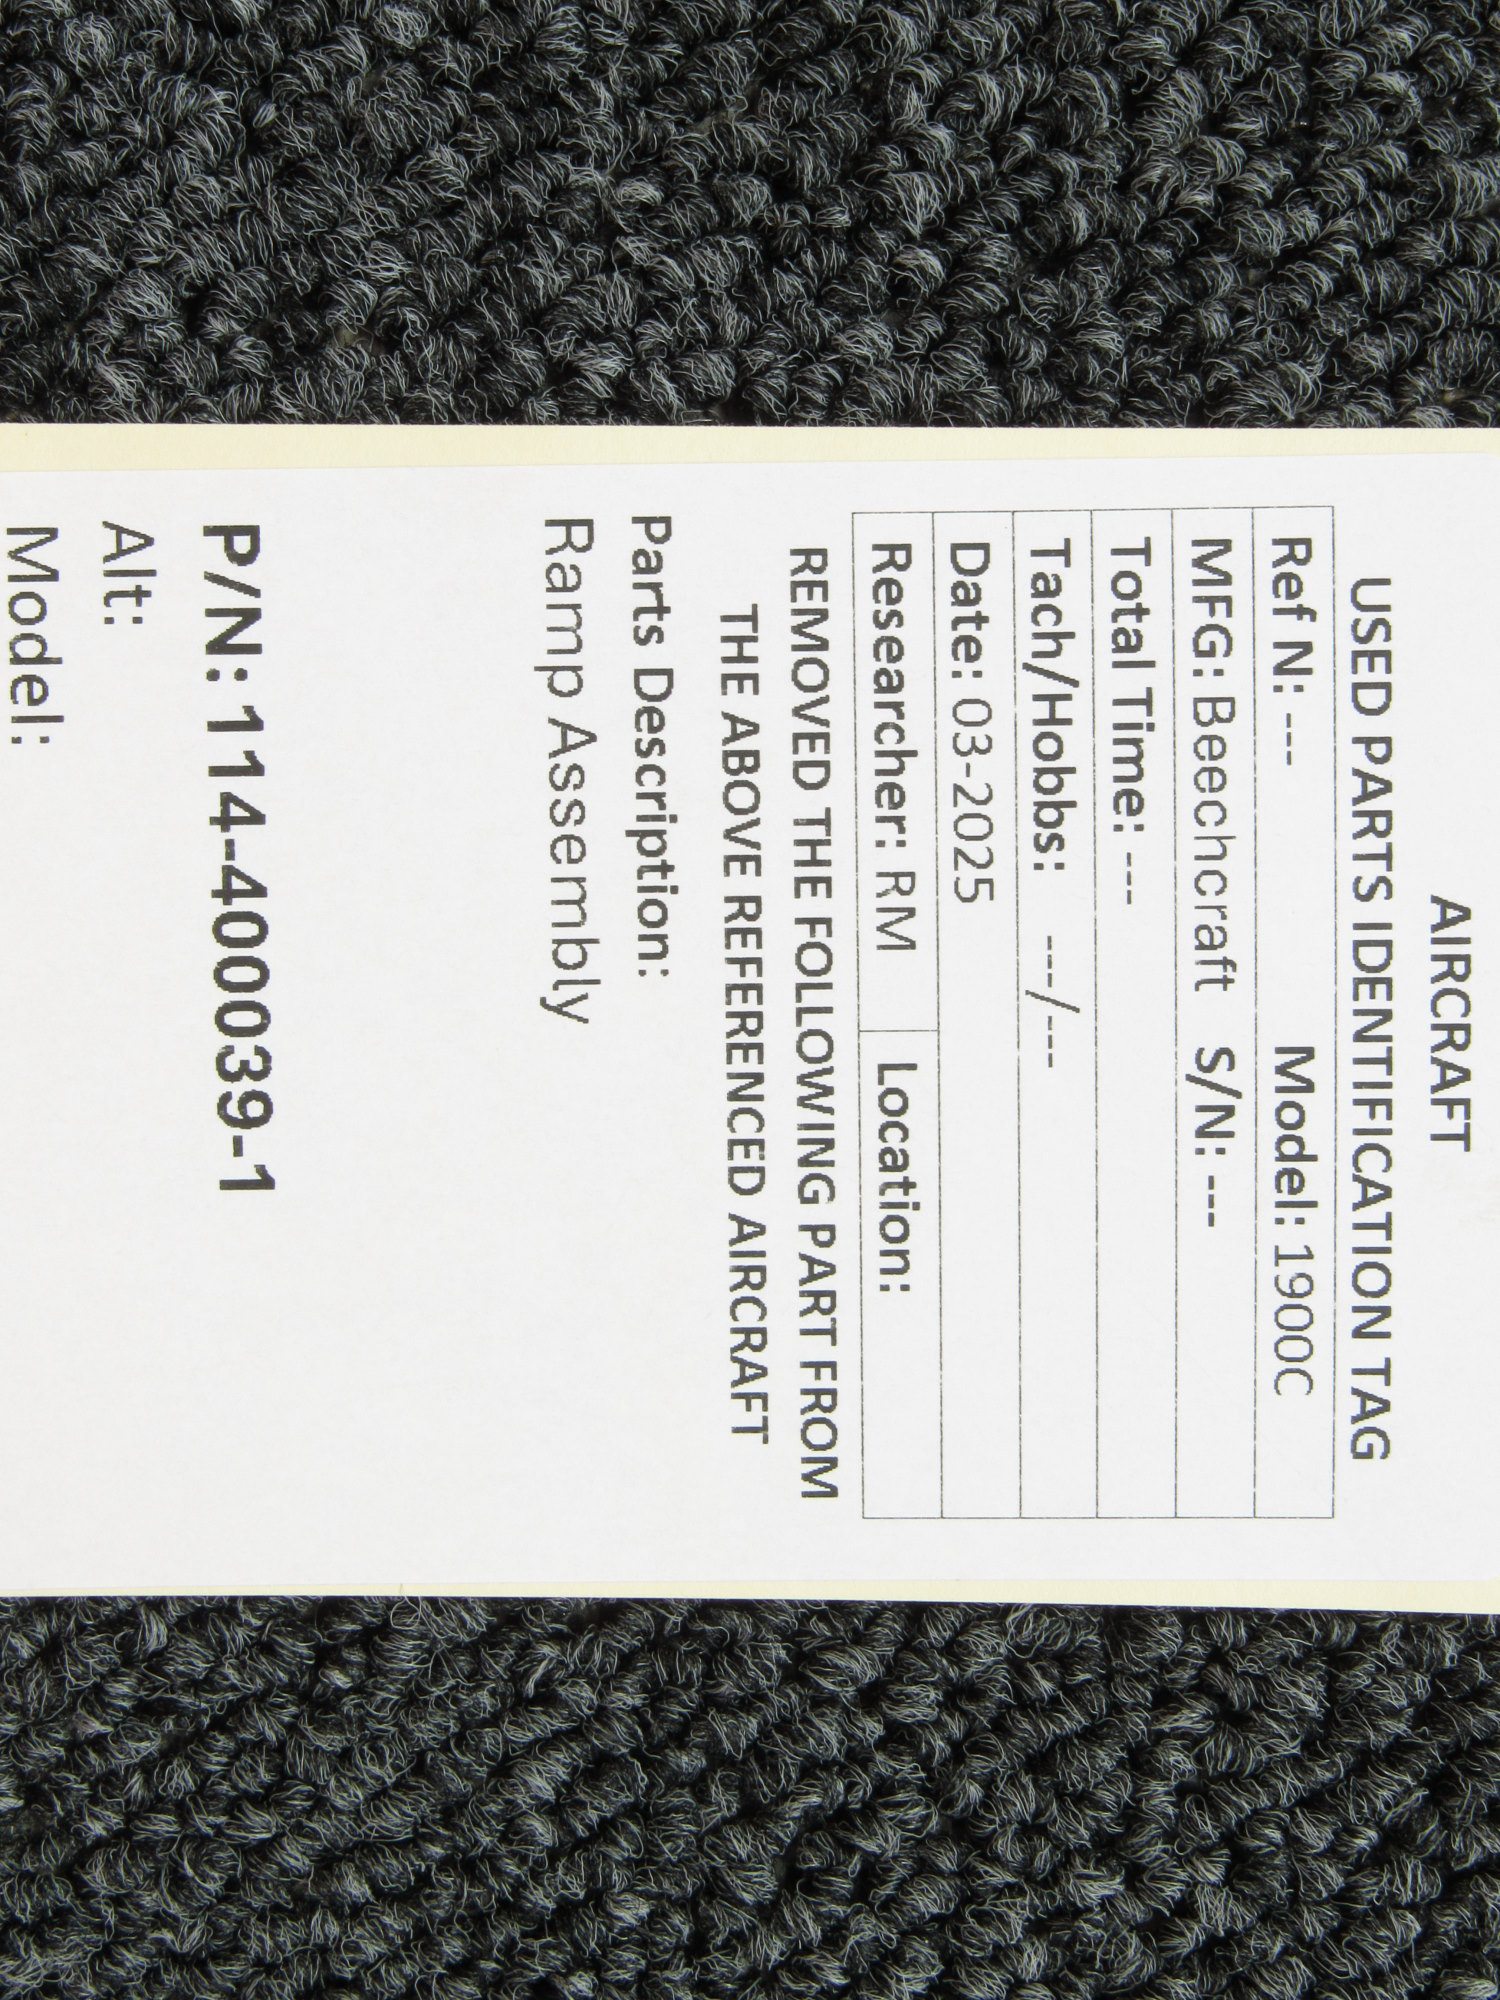 AIRCRAFT
USED PARTS IDENTIFICATION TAG
Ref N: --- Model: 1900C
MFG: Beechcraft S/N: ---
Total Time: ---
Tach/Hobbs: ---/---
Date: 03-2025
Researcher: RM Location:
REMOVED THE FOLLOWING PART FROM
THE ABOVE REFERENCED AIRCRAFT
Parts Description:
Ramp Assembly
P/N: 114-400039-1
Alt:
Model: